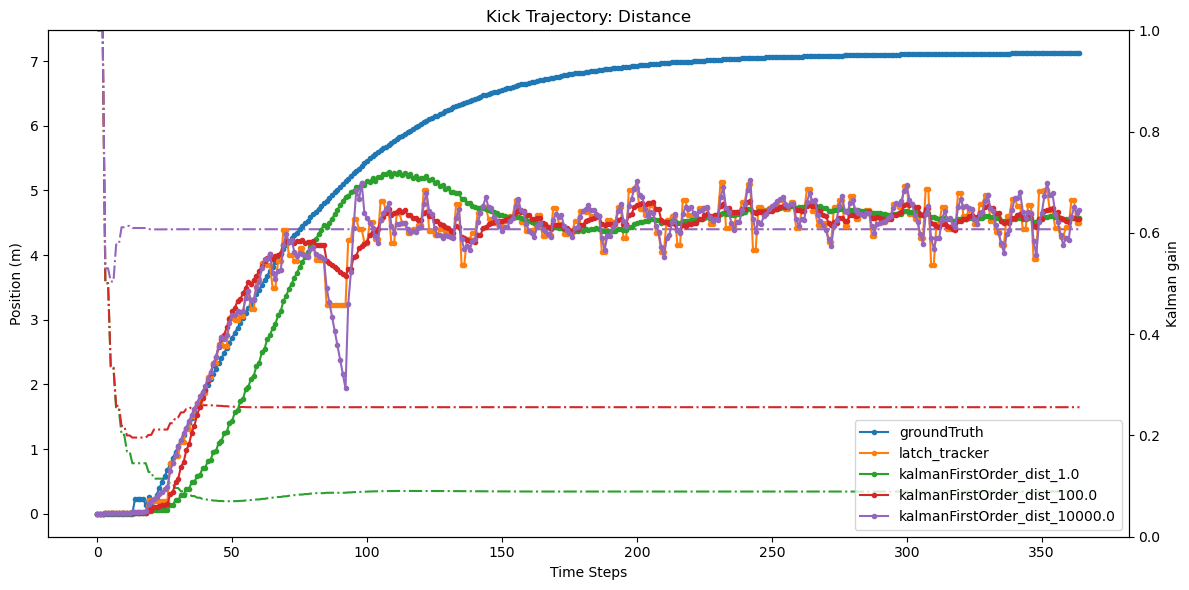 Kick Trajectory: Distance
Position (m)
7
6
5
4
3
2
1
0
0 50 100 150 200 250 300 350
Time Steps
1.0
0.8
0.6
0.4
0.2
0.0
Kalman gain
groundTruth
latch_tracker
kalmanFirstOrder_dist_1.0
kalmanFirstOrder_dist_100.0
kalmanFirstOrder_dist_10000.0